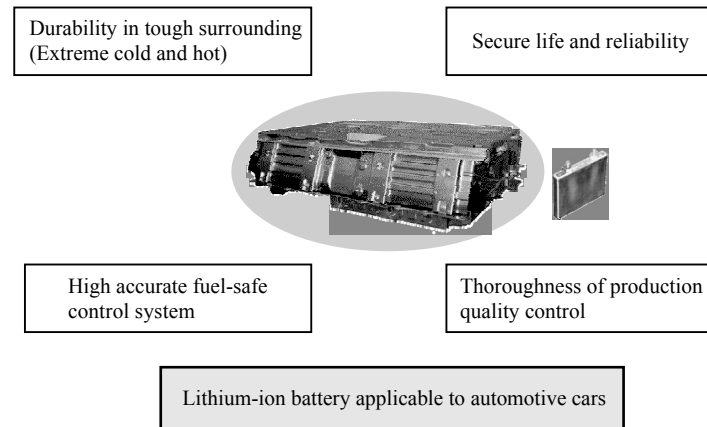 Durability in tough surrounding
(Extreme cold and hot)
Secure life and reliability
High accurate fuel-safe
control system
Thoroughness of production
quality control
Lithium-ion battery applicable to automotive cars